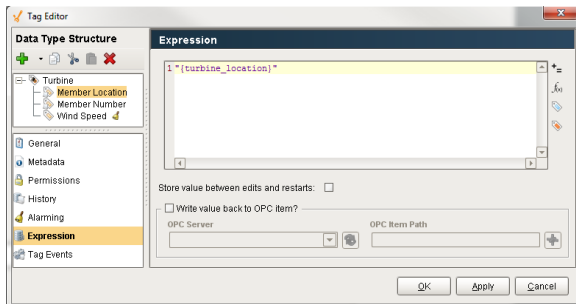 Tag Editor
Data Type Structure
Turbine
Member Location
Member Number
Wind Speed
General
Metadata
Permissions
History
Alarming
Expression
Tag Events
Expression
1 "{turbine_location}"
Store value between edits and restarts:
Write value back to OPC item?
OPC Server
OPC Item Path
OK
Apply
Cancel